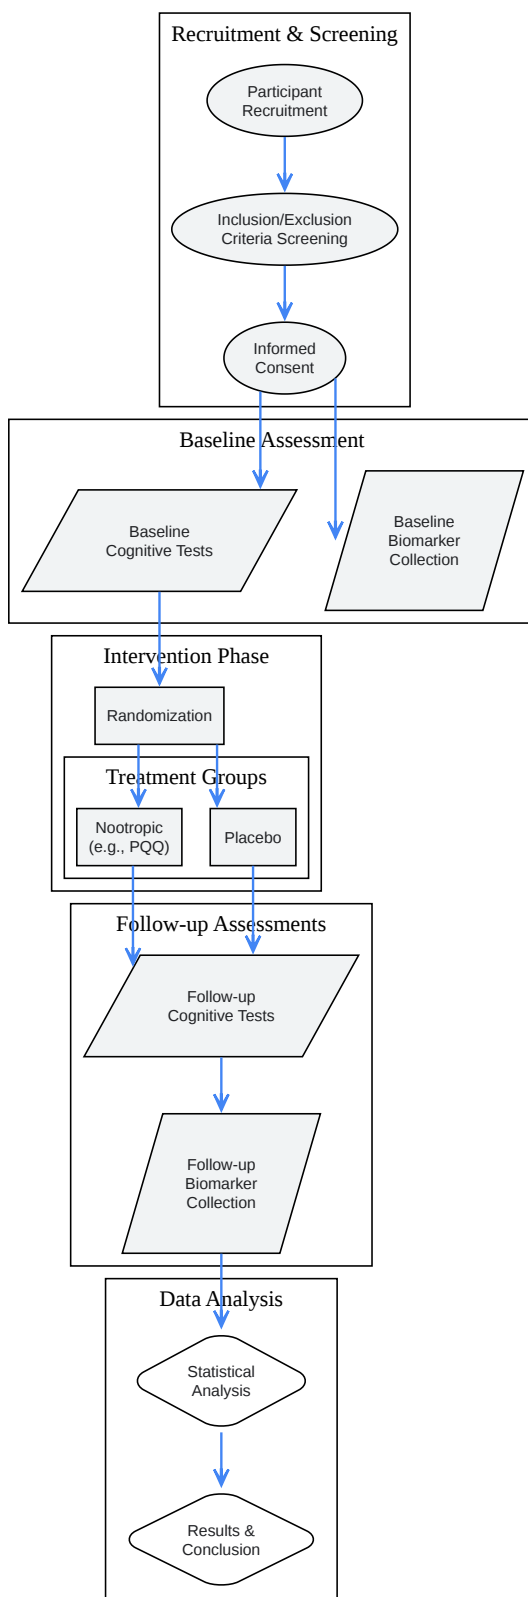 Recruitment & Screening
Participant
Recruitment
Inclusion/Exclusion
Criteria Screening
Informed
Consent
Baseline Assessment
Baseline
Cognitive Tests
Baseline
Biomarker
Collection
Intervention Phase
Randomization
Treatment Groups
Nootropic
(e.g., PQQ)
Placebo
Follow-up Assessments
Follow-up
Cognitive Tests
Follow-up
Biomarker
Collection
Data Analysis
Statistical
Analysis
Results &
Conclusion